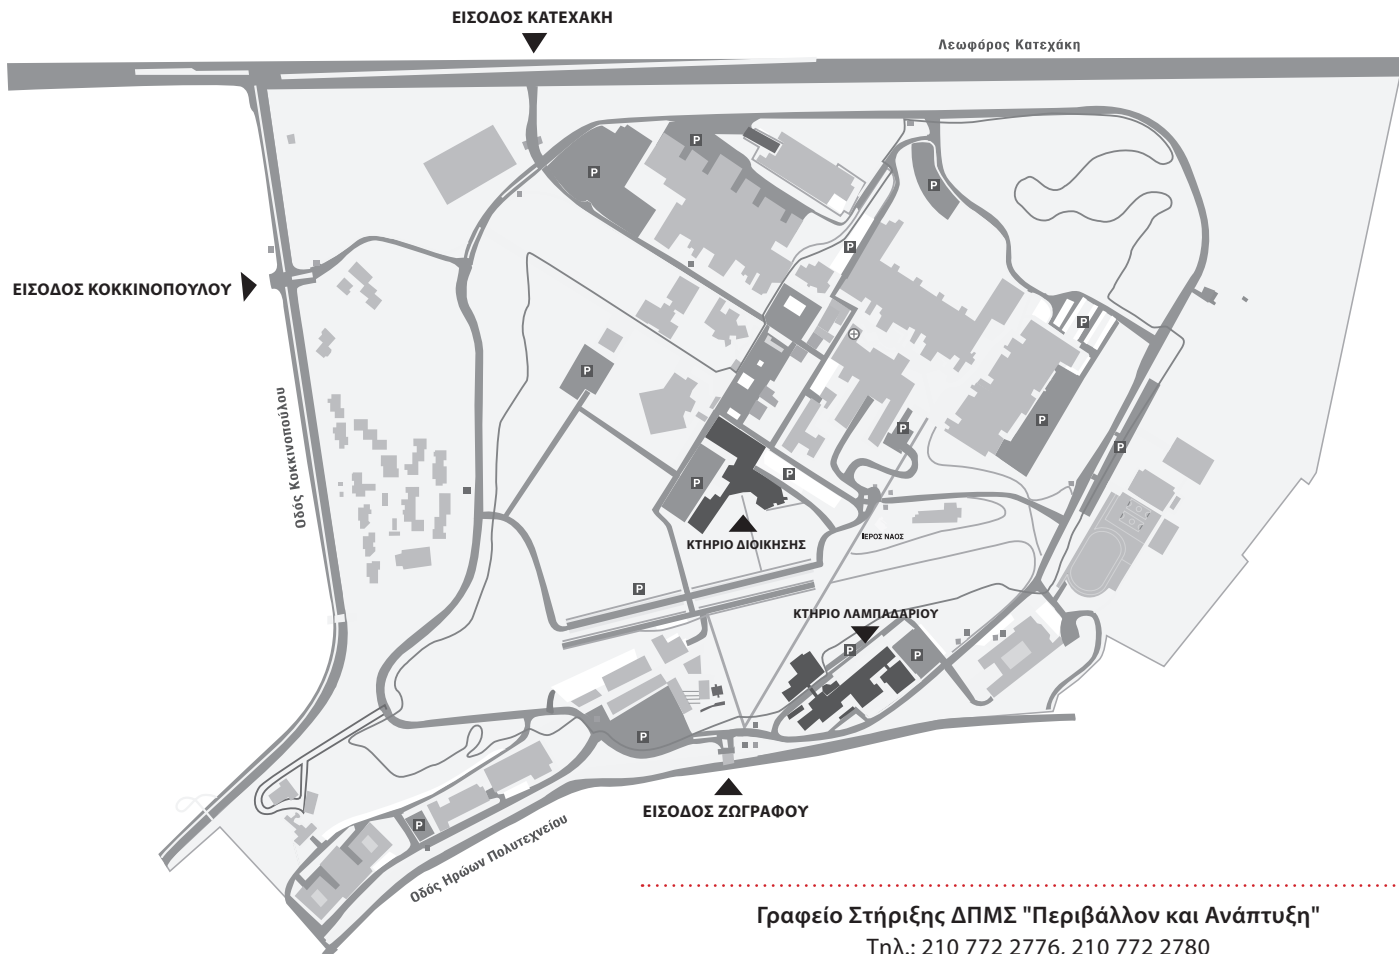 ΕΙΣΟΔΟΣ ΚΑΤΕΧΑΚΗ
Λεωφόρος Κατεχάκη
P
P
P
P
ΕΙΣΟΔΟΣ ΚΟΚΚΙΝΟΠΟΥΛΟΥ
P
P
Οδός Κοκκινοπούλου
P
P
P
P
P
ΚΤΗΡΙΟ ΔΙΟΙΚΗΣΗΣ
ΙΕΡΟΣ ΝΑΟΣ
P
ΚΤΗΡΙΟ ΛΑΜΠΑΔΑΡΙΟΥ
P
P
P
ΕΙΣΟΔΟΣ ΖΩΓΡΑΦΟΥ
P
Οδός Ηρώων Πολυτεχνείου
Γραφείο Στήριξης ΔΠΜΣ "Περιβάλλον και Ανάπτυξη"
Τηλ.: 210 772 2776, 210 772 2780